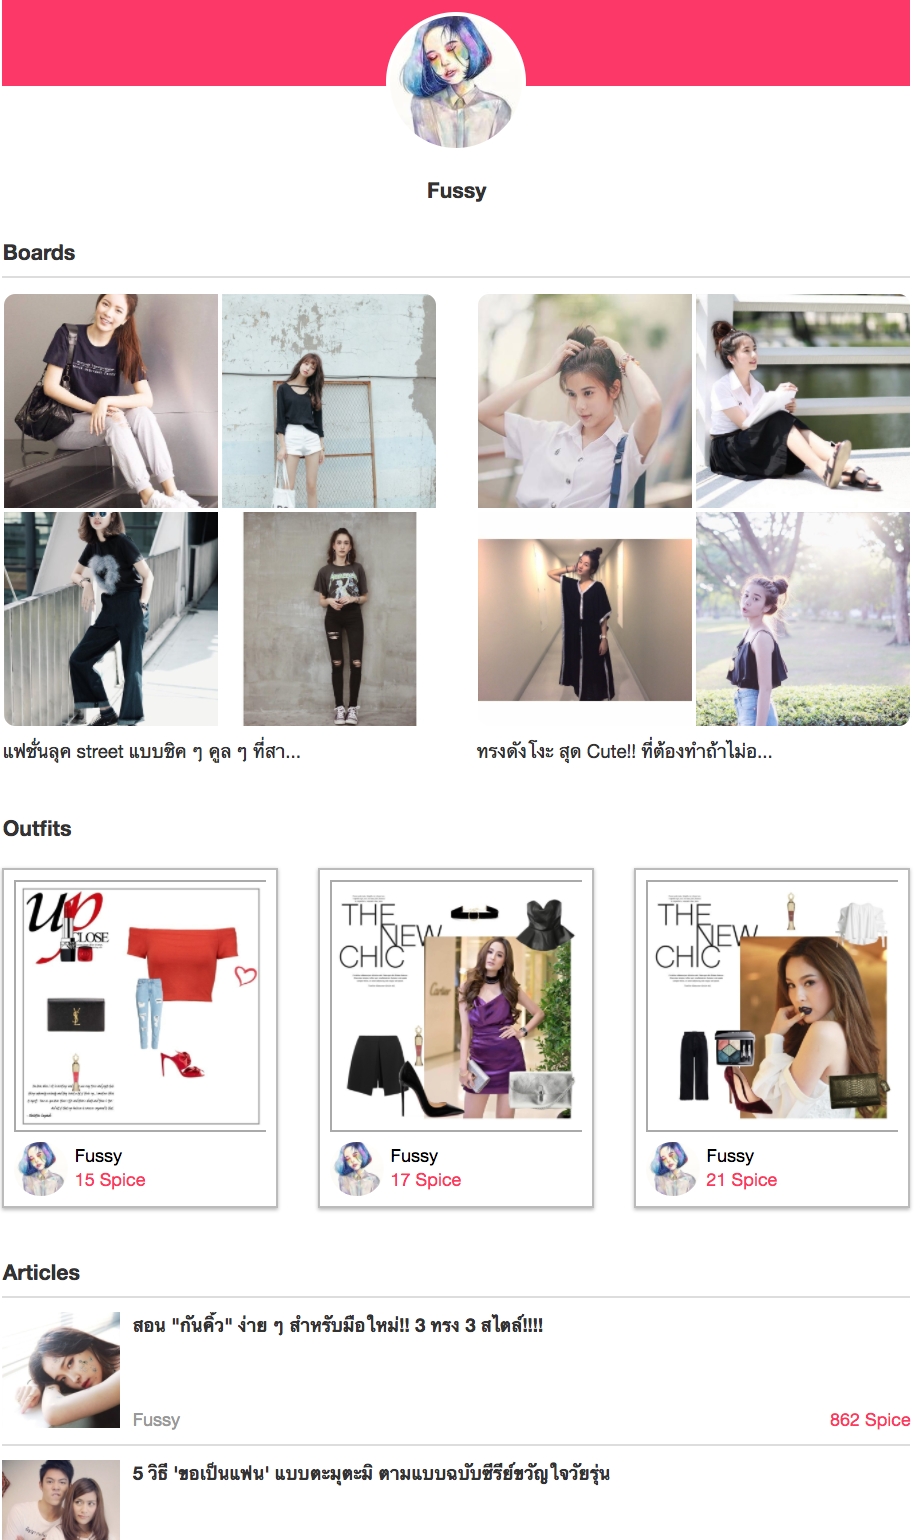 Fussy
Boards
แฟชั่นลุค street แบบชิค ๆ คูล ๆ ที่สา...
ทรงดังโงะ สุด Cute!! ที่ต้องทำถ้าไม่อ...
Outfits
up
CLOSE
THE
NEW
CHIC
Cartier
THE
NEW
CHIC
Fussy
15 Spice
Fussy
17 Spice
Fussy
21 Spice
Articles
สอน "กันคิ้ว" ง่าย ๆ สำหรับมือใหม่!! 3 ทรง 3 สไตล์!!!!
Fussy
862 Spice
5 วิธี 'ขอเป็นแฟน' แบบตะมุตะมิ ตามแบบฉบับซีรีย์ขวัญใจวัยรุ่น